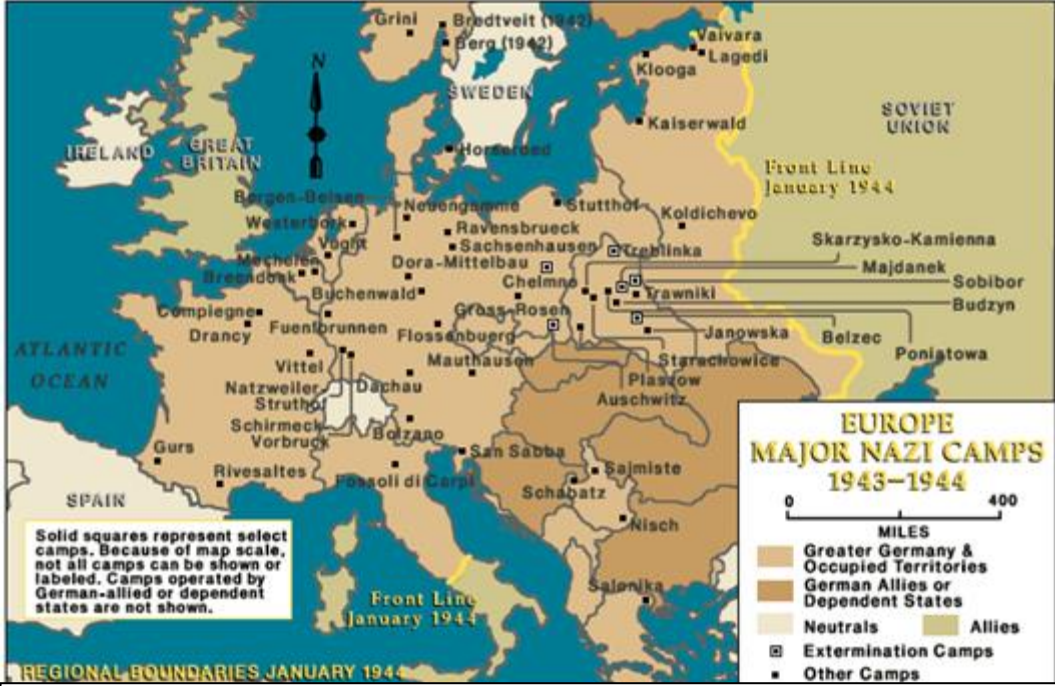 Grini
Bredtveit (1942)
Berg (1942)
Vaivara
Lagedi
Klooga
N
SWEDEN
SOVIET
UNION
Kaiserwald
IRELAND
GREAT
BRITAIN
Horserod
Front Line
January 1944
Bergen-Belsen
Neuengamme
Stutthof
Koldichevo
Westerbork
Ravensbrueck
Skarzysko-Kamienna
Vught
Sachsenhausen
Treblinka
Mechelen
Dora-Mittelbau
Majdanek
Breendonk
Chelmno
Sobibor
Buchenwald
Trawniki
Budzyn
Compiegne
Gross-Rosen
Drancy
Fuenbrunnen
Flossenbuerg
Janowska
Belzec
ATLANTIC
OCEAN
Vittel
Mauthausen
Starachowice
Poniatowa
Natzweiler
Struthof
Dachau
Plaszow
Auschwitz
Schirmeck
Vorbruck
Bolzano
Gurs
San Sabba
Rivesaltes
Fossoli di Carpi
Sajmiste
Schabatz
SPAIN
Nisch
Salonika
Solid squares represent select
camps. Because of map scale,
not all camps can be shown or
labeled. Camps operated by
German-allied or dependent
states are not shown.
Front Line
January 1944
REGIONAL BOUNDARIES JANUARY 1944
EUROPE
MAJOR NAZI CAMPS
1943–1944
0 400
MILES
Greater Germany &
Occupied Territories
German Allies or
Dependent States
Neutrals Allies
Extermination Camps
Other Camps